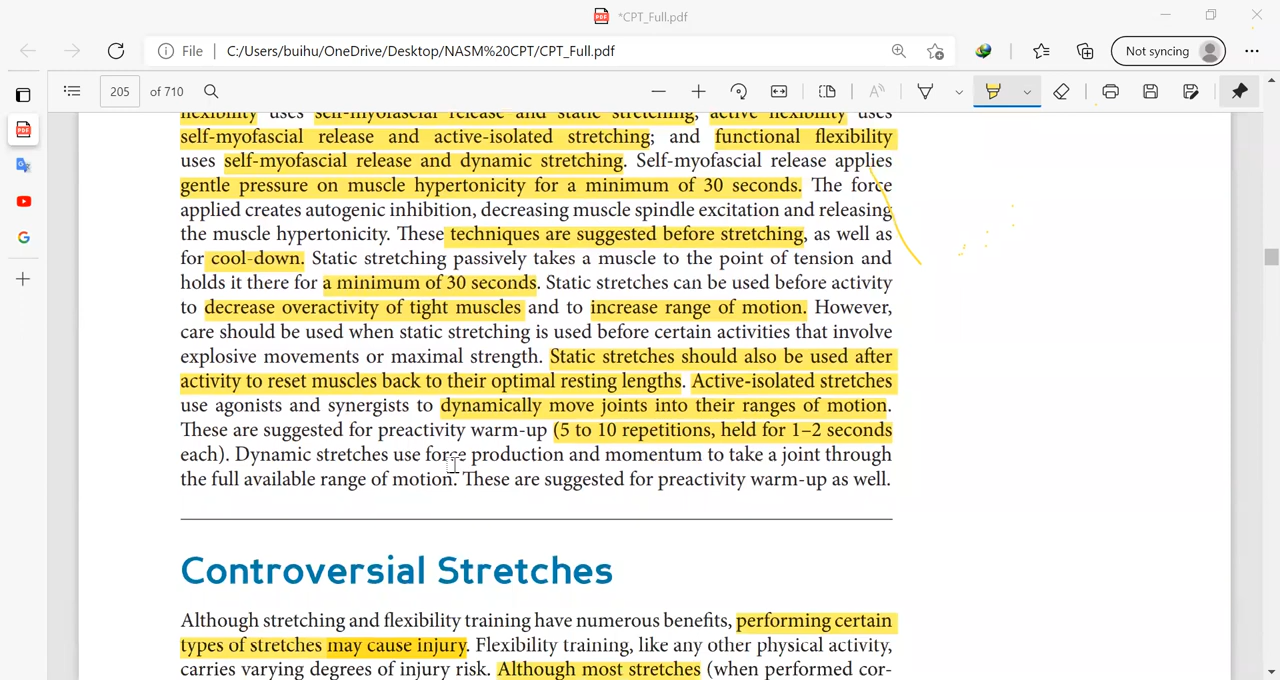 *CPT_Full.pdf
File
C:/Users/buihu/OneDrive/Desktop/NASM%20CPT/CPT_Full.pdf
Not syncing
205 of 710
flexibility uses self-myofascial release and static stretching; active flexibility uses
self-myofascial release and active-isolated stretching; and functional flexibility
uses self-myofascial release and dynamic stretching. Self-myofascial release applies
gentle pressure on muscle hypertonicity for a minimum of 30 seconds. The force
applied creates autogenic inhibition, decreasing muscle spindle excitation and releasing
the muscle hypertonicity. These techniques are suggested before stretching, as well as
for cool-down. Static stretching passively takes a muscle to the point of tension and
holds it there for a minimum of 30 seconds. Static stretches can be used before activity
to decrease overactivity of tight muscles and to increase range of motion. However,
care should be used when static stretching is used before certain activities that involve
explosive movements or maximal strength. Static stretches should also be used after
activity to reset muscles back to their optimal resting lengths. Active-isolated stretches
use agonists and synergists to dynamically move joints into their ranges of motion.
These are suggested for preactivity warm-up (5 to 10 repetitions, held for 1–2 seconds
each). Dynamic stretches use force production and momentum to take a joint through
the full available range of motion. These are suggested for preactivity warm-up as well.
Controversial Stretches
Although stretching and flexibility training have numerous benefits, performing certain
types of stretches may cause injury. Flexibility training, like any other physical activity,
carries varying degrees of injury risk. Although most stretches (when performed cor-